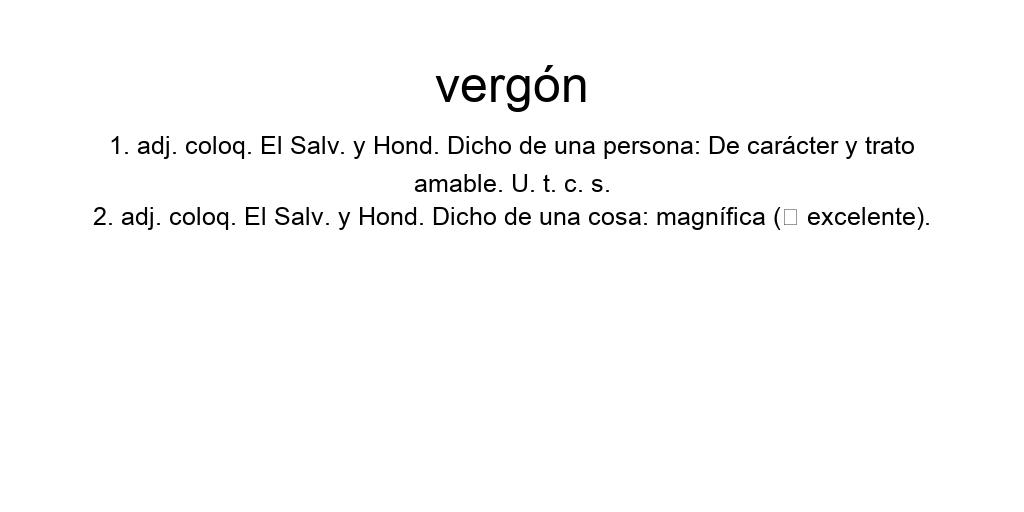 vergón
1. adj. coloq. El Salv. y Hond. Dicho de una persona: De carácter y trato
amable. U. t. c. s.
2. adj. coloq. El Salv. y Hond. Dicho de una cosa: magnífica (□ excelente).